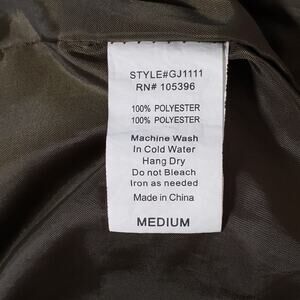 STYLE#GJ1111
RN# 105396
100% POLYESTER
100% POLYESTER
Machine Wash
In Cold Water
Hang Dry
Do not Bleach
Iron as needed
Made in China
MEDIUM